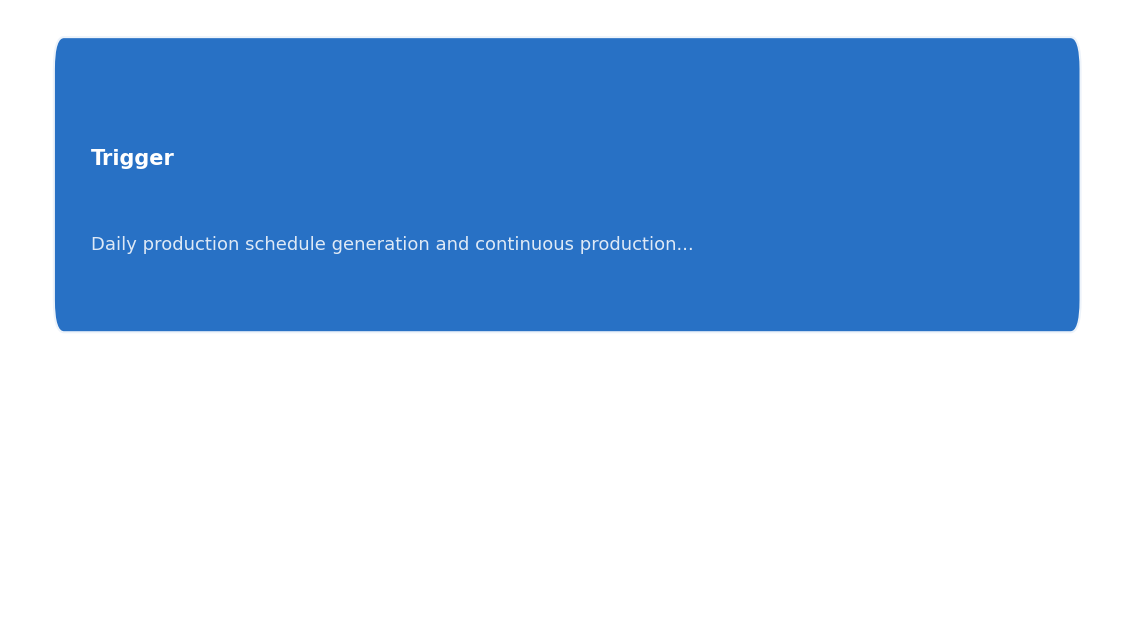 Trigger
Daily production schedule generation and continuous production...